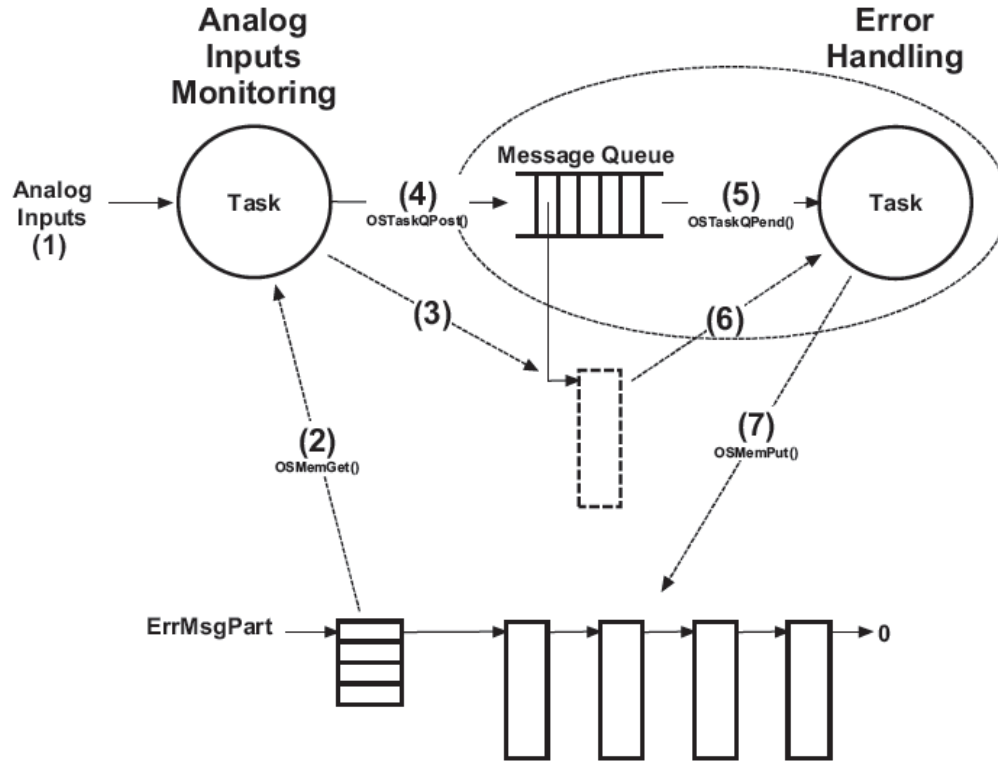 Analog
Inputs
Monitoring
Error
Handling
Message Queue
Analog
Inputs
(1)
Task
(4)
OSTaskQPost()
(5)
OSTaskQPend()
Task
(3)
(6)
(2)
OSMemGet()
(7)
OSMemPut()
ErrMsgPart
0